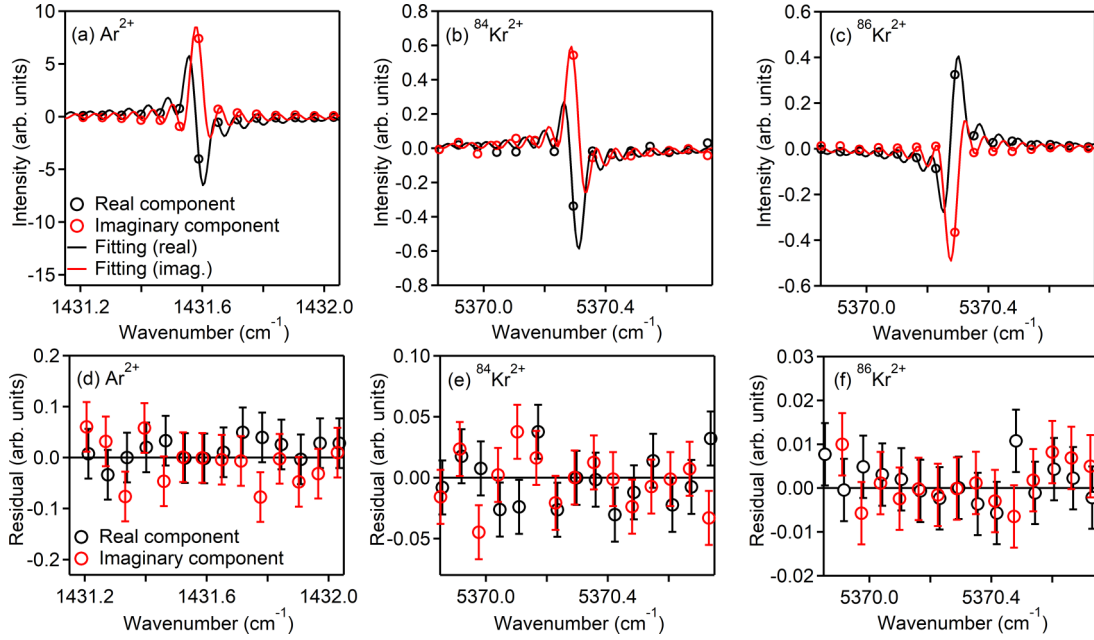 (a) Ar2+
Intensity (arb. units)
10
5
0
-5
-10
-15
Real component
Imaginary component
Fitting (real)
Fitting (imag.)
1431.2
1431.6
1432.0
Wavenumber (cm-1)
(b) 84Kr2+
Intensity (arb. units)
0.8
0.6
0.4
0.2
0.0
-0.2
-0.4
-0.6
-0.8
5370.0
5370.4
Wavenumber (cm-1)
(c) 86Kr2+
Intensity (arb. units)
0.6
0.4
0.2
0.0
-0.2
-0.4
-0.6
5370.0
5370.4
Wavenumber (cm-1)
(d) Ar2+
Residual (arb. units)
0.2
0.1
0.0
-0.1
-0.2
Real component
Imaginary component
1431.2
1431.6
1432.0
Wavenumber (cm-1)
(e) 84Kr2+
Residual (arb. units)
0.10
0.05
0.00
-0.05
5370.0
5370.4
Wavenumber (cm-1)
(f) 86Kr2+
Residual (arb. units)
0.03
0.02
0.01
0.00
-0.01
-0.02
5370.0
5370.4
Wavenumber (cm-1)